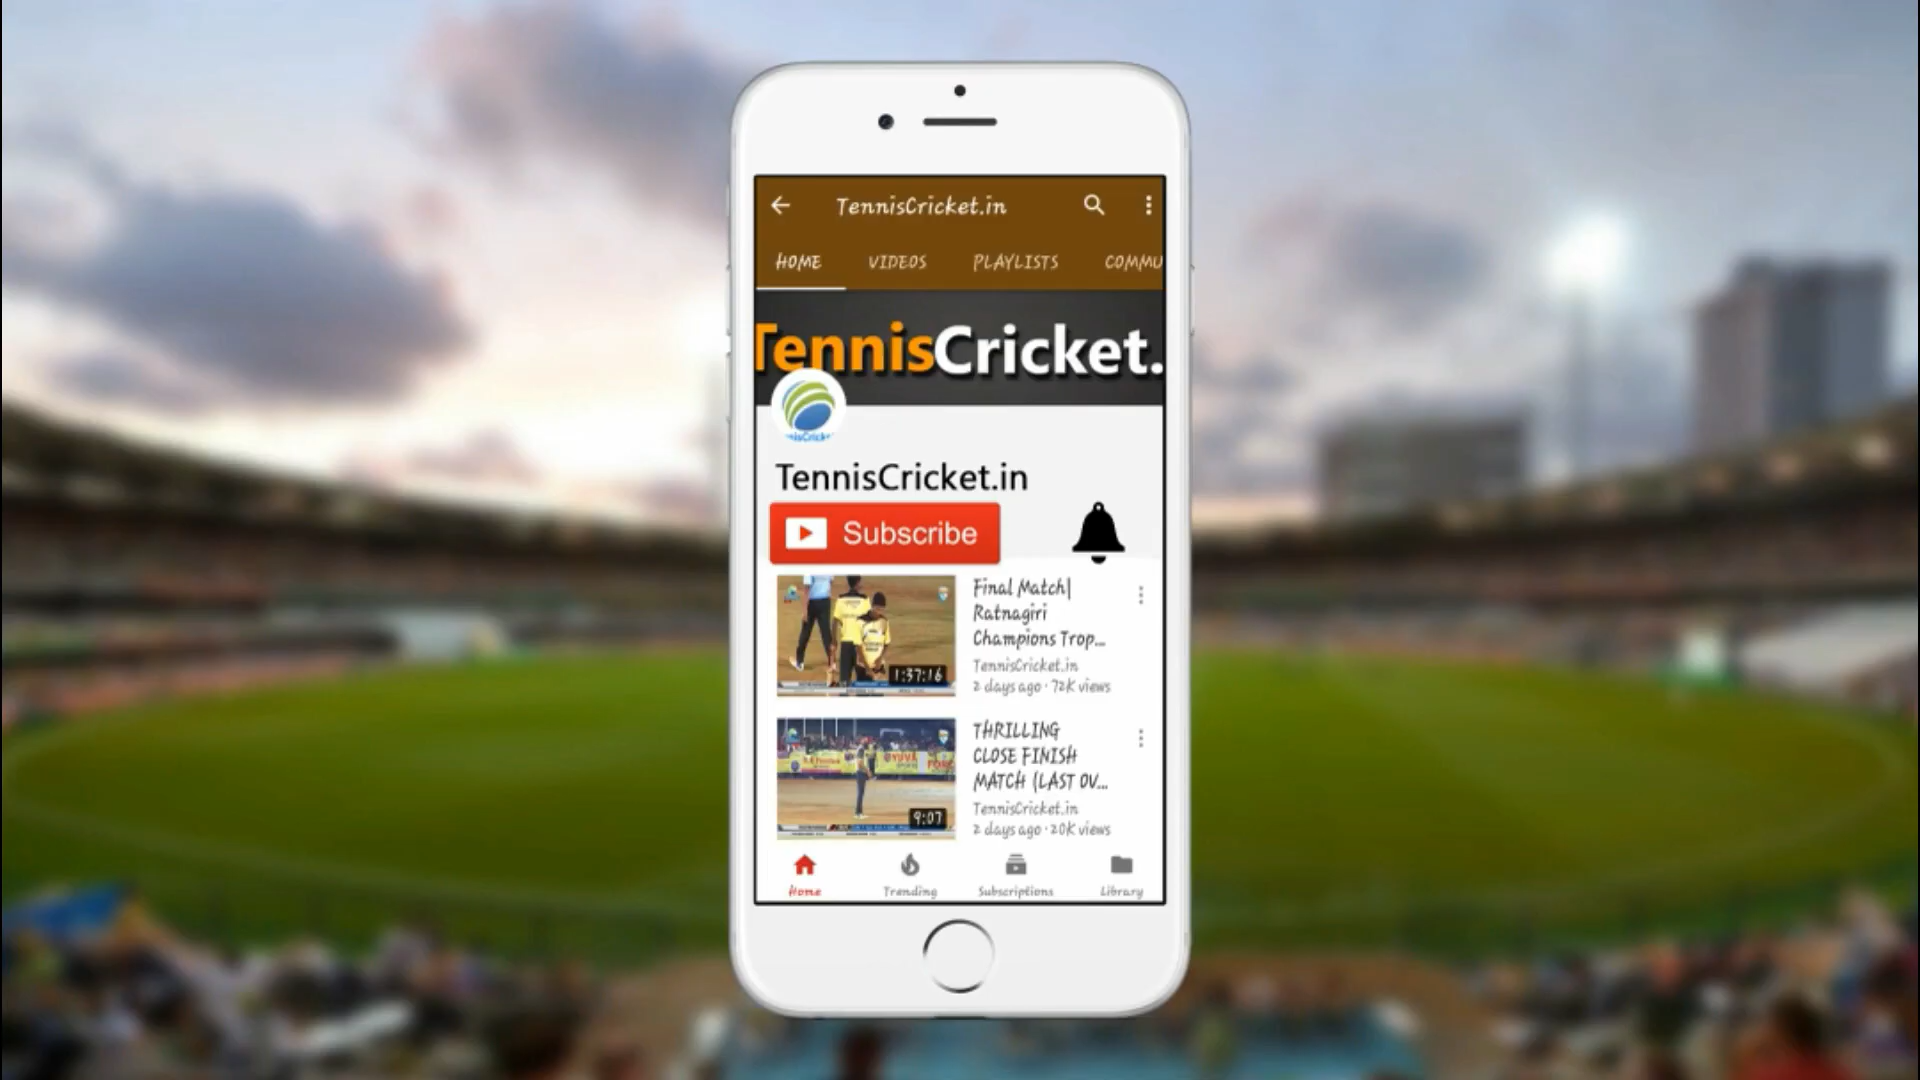 TennisCricket.in
HOME VIDEOS PLAYLISTS COMMU
TennisCricket.
TennisCricket.in
Subscribe
Final Match|
Ratnagiri
Champions Trop...
TennisCricket.in
2 days ago · 72K views
1:37:16
THRILLING
CLOSE FINISH
MATCH (LAST OV...
TennisCricket.in
2 days ago · 20K views
YUVA
9:07
Home Trending Subscriptions Library